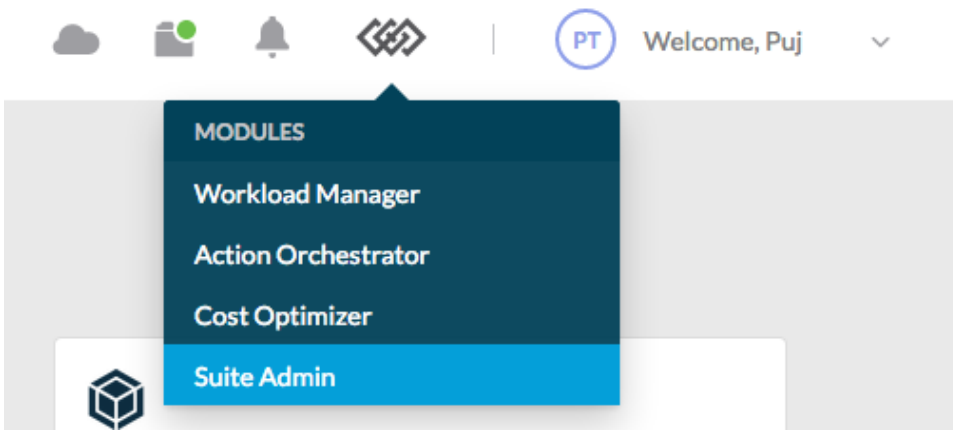 PT Welcome, Puj
MODULES
Workload Manager
Action Orchestrator
Cost Optimizer
Suite Admin